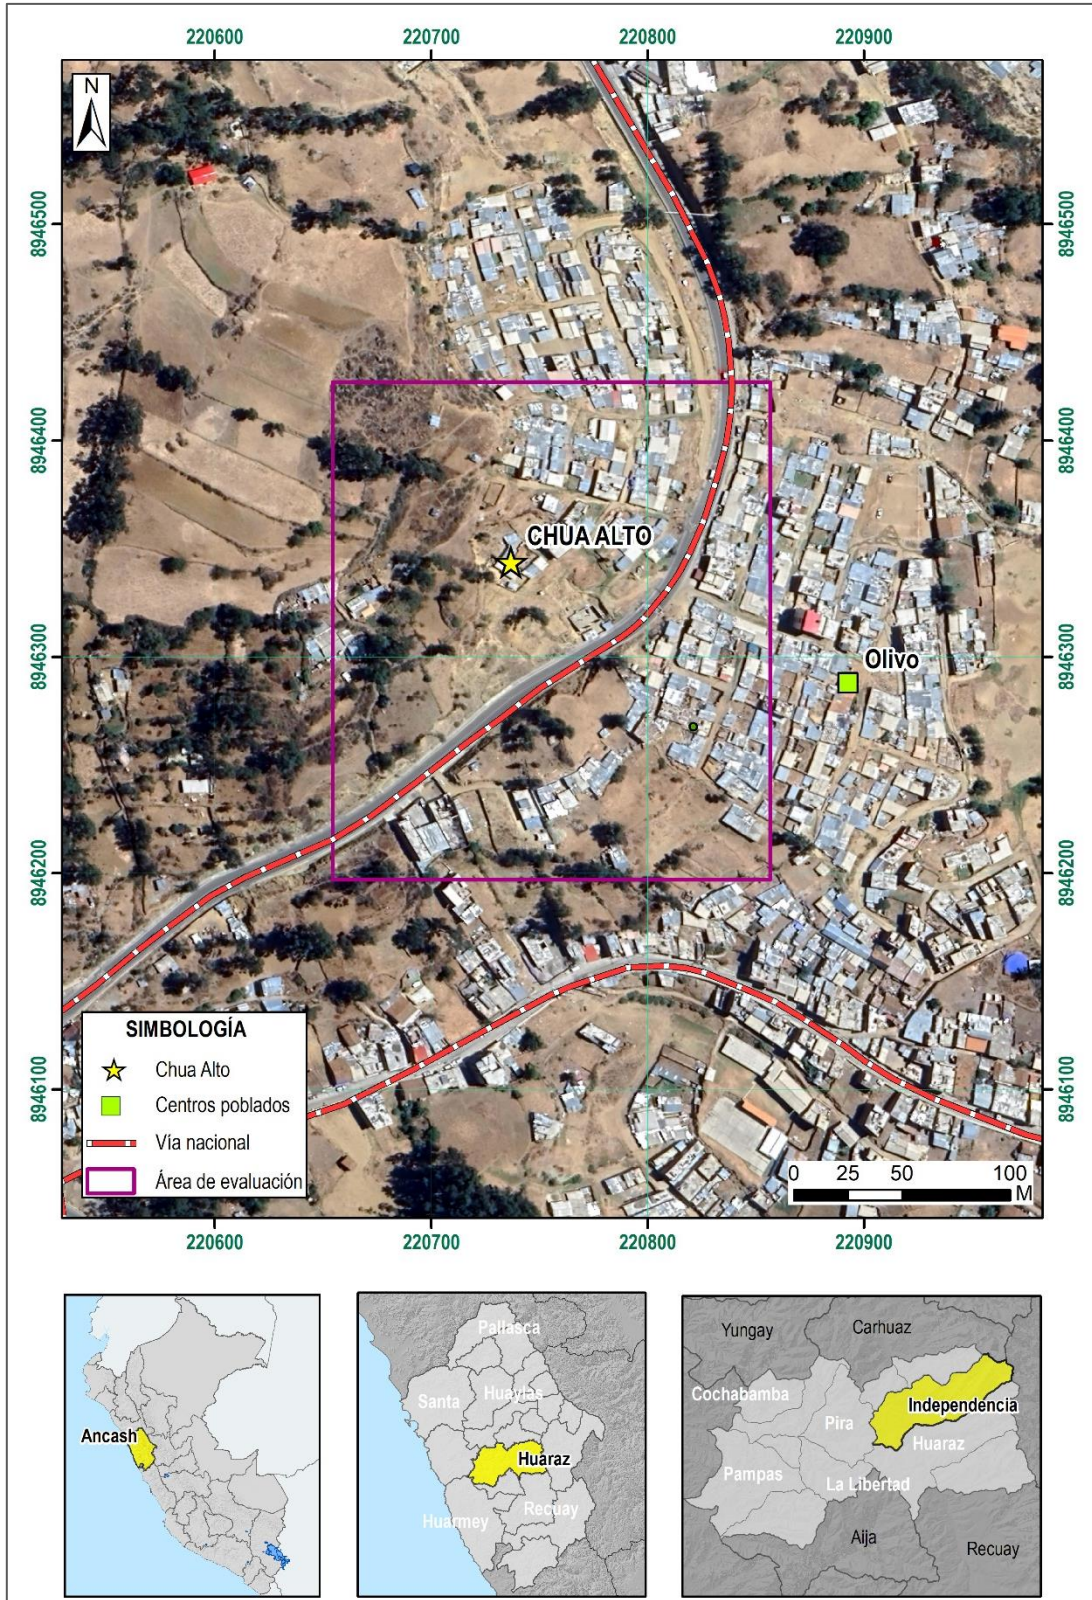 220600
220700
220800
220900
N
8946500
8946500
8946400
8946400
CHUA ALTO
8946300
8946300
Olivo
8946200
8946200
SIMBOLOGÍA
Chua Alto
Centros poblados
Vía nacional
Área de evaluación
8946100
8946100
0 25 50 100
M
220600
220700
220800
220900
Ancash
Pallasca
Santa
Huaylas
Huaraz
Huarmey
Recuay
Yungay
Carhuaz
Cochabamba
Independencia
Pira
Huaraz
Pampas
La Libertad
Aija
Recuay